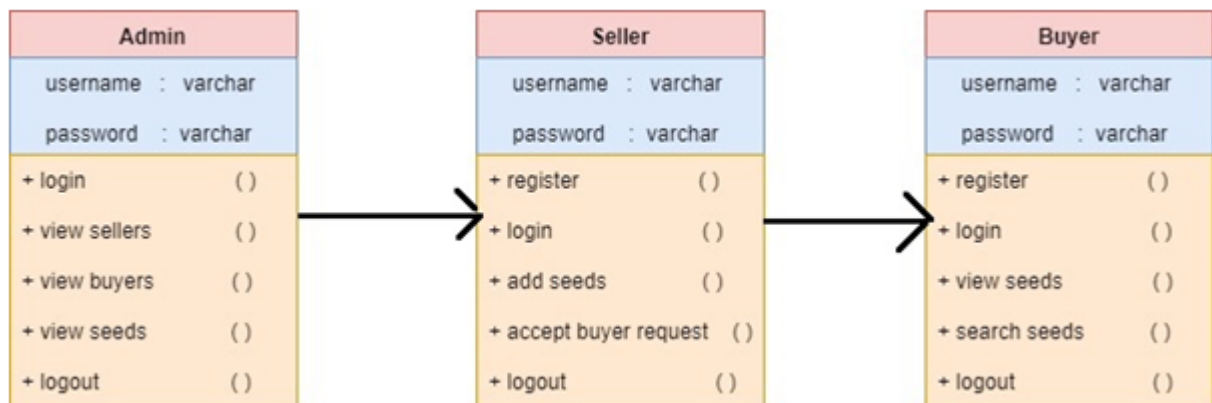 Admin
username : varchar
password : varchar
+ login ( )
+ view sellers ( )
+ view buyers ( )
+ view seeds ( )
+ logout ( )
Seller
username : varchar
password : varchar
+ register ( )
+ login ( )
+ add seeds ( )
+ accept buyer request ( )
+ logout ( )
Buyer
username : varchar
password : varchar
+ register ( )
+ login ( )
+ view seeds ( )
+ search seeds ( )
+ logout ( )